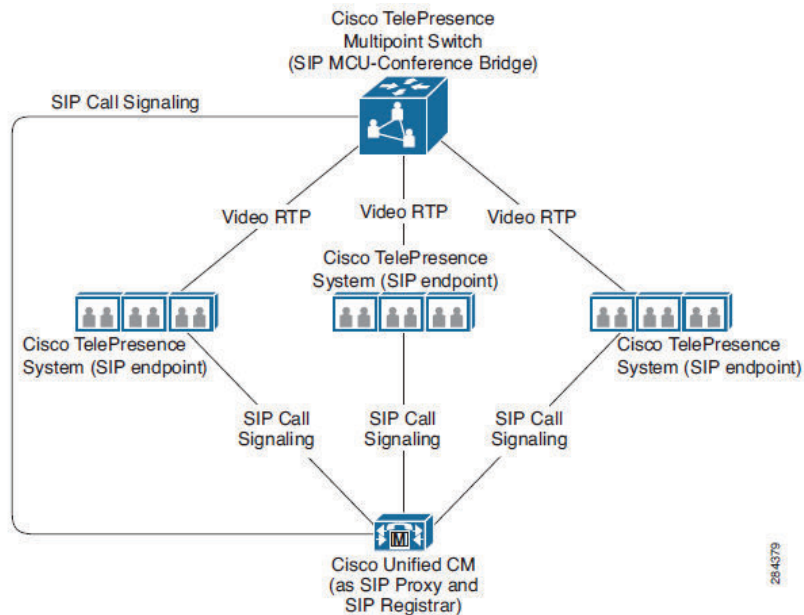 Cisco TelePresence
Multipoint Switch
(SIP MCU-Conference Bridge)
SIP Call Signaling
Video RTP
Video RTP
Video RTP
Cisco TelePresence
System (SIP endpoint)
Cisco TelePresence
System (SIP endpoint)
Cisco TelePresence
System (SIP endpoint)
SIP Call
Signaling
SIP Call
Signaling
SIP Call
Signaling
M
Cisco Unified CM
(as SIP Proxy and
SIP Registrar)
284379